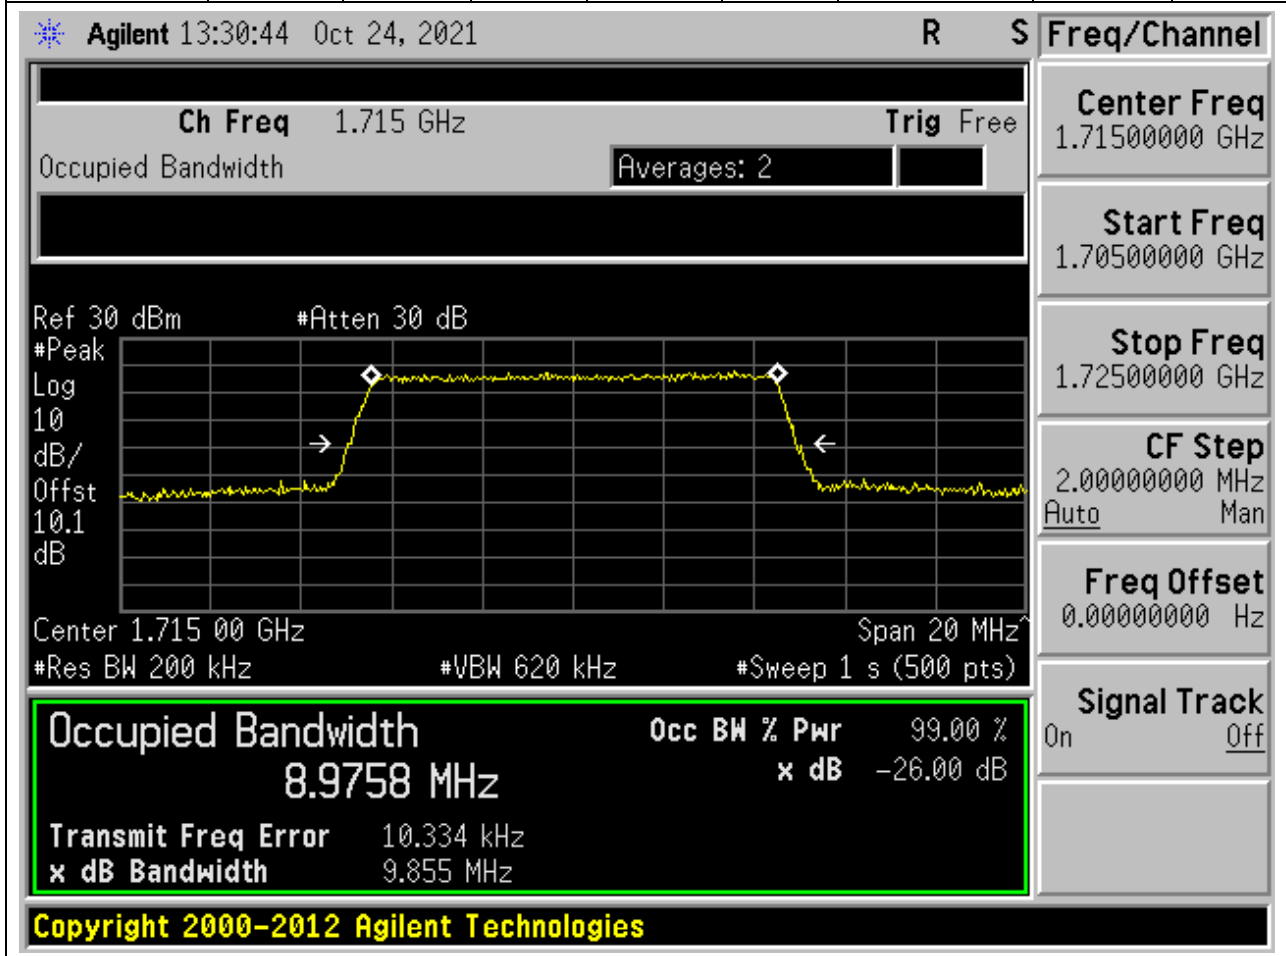 Agilent 13:30:44 Oct 24, 2021 R S
Freq/Channel
Ch Freq 1.715 GHz Trig Free
Occupied Bandwidth Averages: 2
Ref 30 dBm #Atten 30 dB
#Peak
Log
10
dB/
Offst
10.1
dB
Center 1.715 00 GHz Span 20 MHz^
#Res BW 200 kHz #VBW 620 kHz #Sweep 1 s (500 pts)
Occupied Bandwidth Occ BW % Pwr 99.00 %
8.9758 MHz x dB -26.00 dB
Transmit Freq Error 10.334 kHz
x dB Bandwidth 9.855 MHz
Copyright 2000-2012 Agilent Technologies
Center Freq
1.71500000 GHz
Start Freq
1.70500000 GHz
Stop Freq
1.72500000 GHz
CF Step
2.00000000 MHz
Auto Man
Freq Offset
0.00000000 Hz
Signal Track
On Off